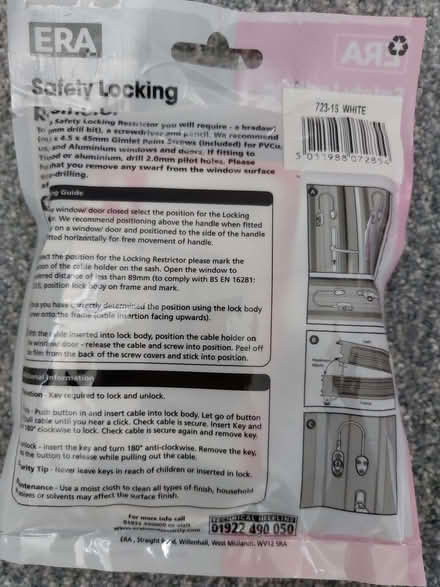 ERA
ERA
Safety Locking
723-15 WHITE
5 011988 072854
Safety Locking Restrictor you will require - a bradawl
mm drill bit), a screwdriver and pencil. We recommend
x 4.5 x 45mm Gimlet Point Screws (included) for PVCu,
and Aluminium windows and doors. If fitting to
or aluminium, drill 2.0mm pilot holes. Please
that you remove any swarf from the window surface
drilling.
Guide
window/ door closed select the position for the Locking
We recommend positioning above the handle when fitted
on a window/ door and positioned to the side of the handle
fitted horizontally for free movement of handle.
the position for the Locking Restrictor please mark the
of the cable holder on the sash. Open the window to
distance of less than 89mm (to comply with BS EN 16281:
position lock body on frame and mark.
you have correctly determined the position using the lock body
onto the frame (cable insertion facing upwards).
the cable inserted into lock body, position the cable holder on
window/ door - release the cable and screw into position. Peel off
film from the back of the screw covers and stick into position.
Information
- Key required to lock and unlock.
- Push button in and insert cable into lock body. Let go of button
cable until you hear a click. Check cable is secure. Insert Key and
180° clockwise to lock. Check cable is secure again and remove key.
- Insert the key and turn 180° anti-clockwise. Remove the key,
the button to release while pulling out the cable.
Tip - Never leave keys in reach of children or inserted in lock.
- Use a moist cloth to clean all types of finish, household
or solvents may affect the surface finish.
A
B
C
For more info call
01922 490000 or visit
TECHNICAL HELPLINE
01922 490 050
ERA, Straight Road, Willenhall, West Midlands. WV12 5RA